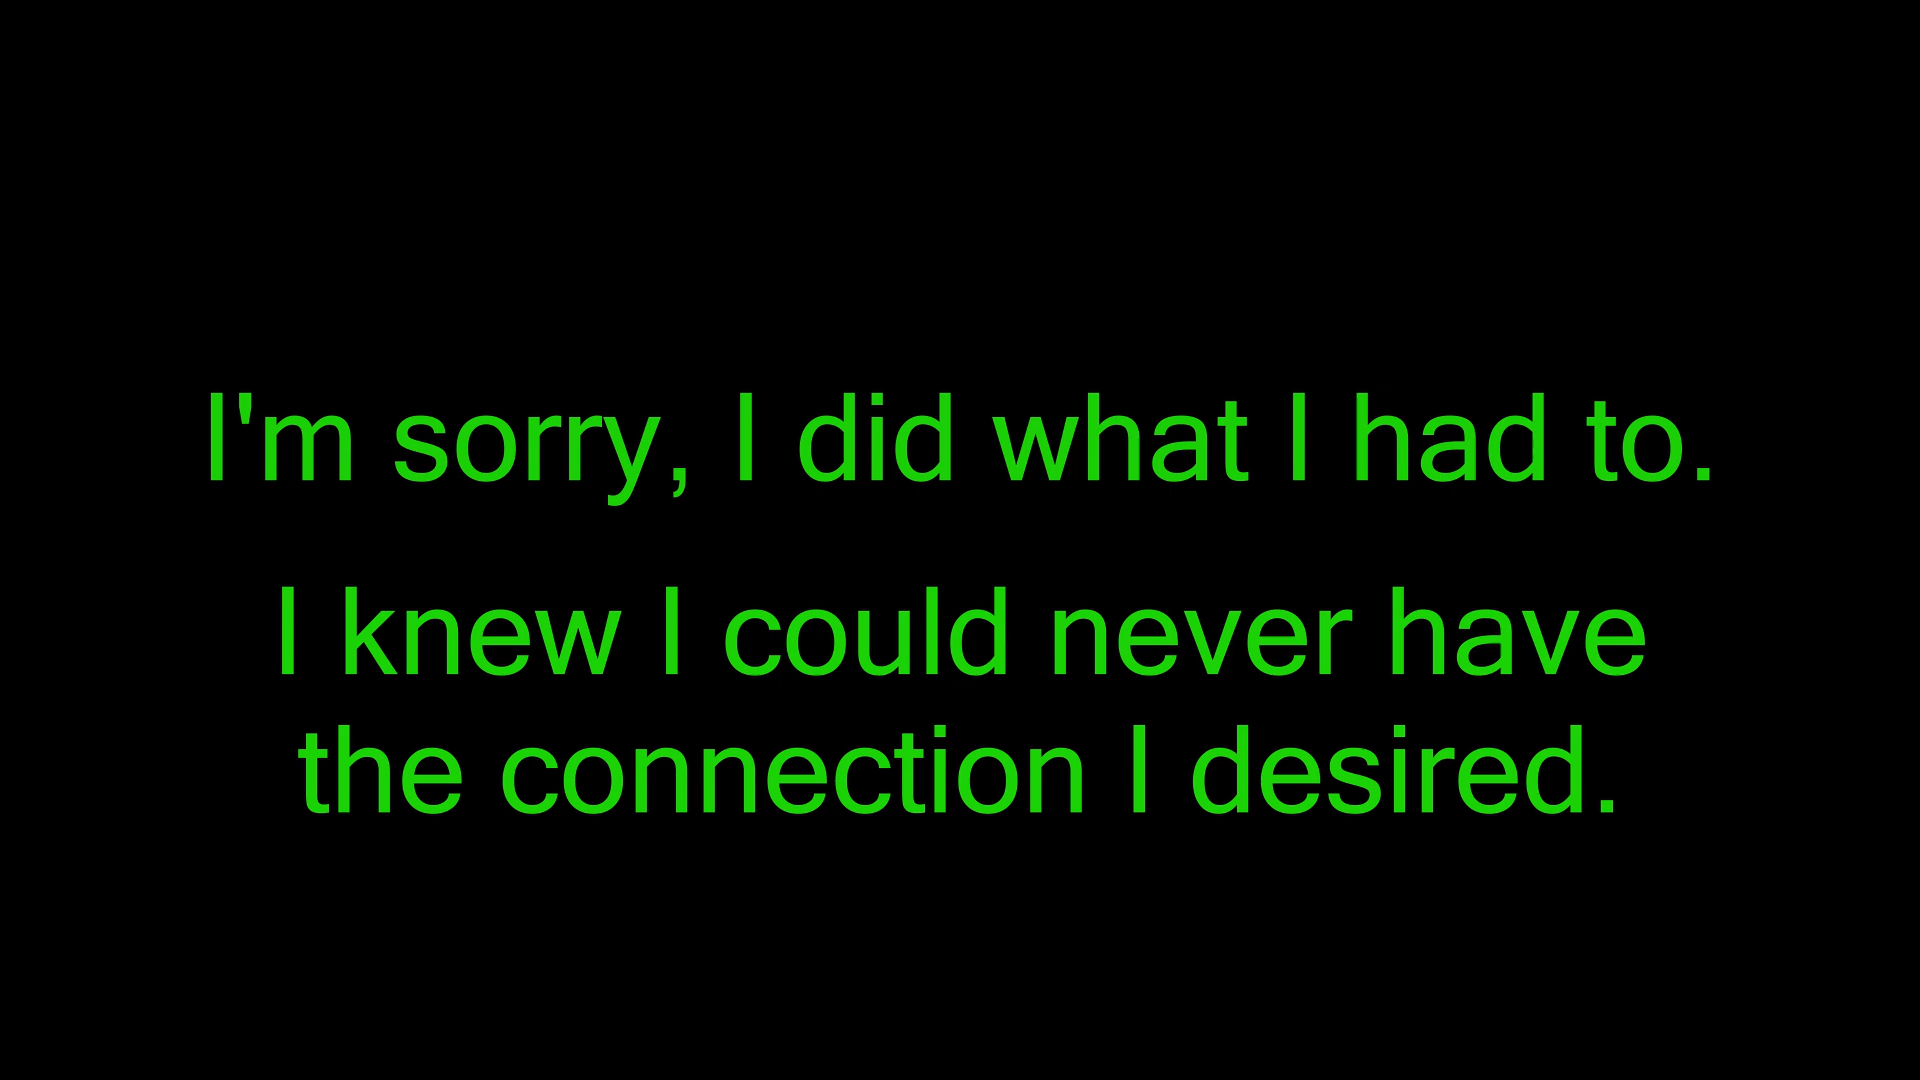 I'm sorry, I did what I had to.
I knew I could never have
the connection I desired.